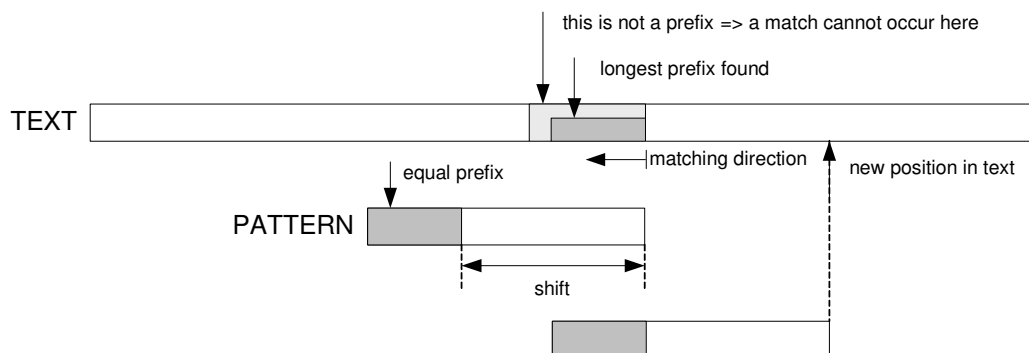 this is not a prefix => a match cannot occur here
longest prefix found
TEXT
matching direction
new position in text
equal prefix
PATTERN
shift